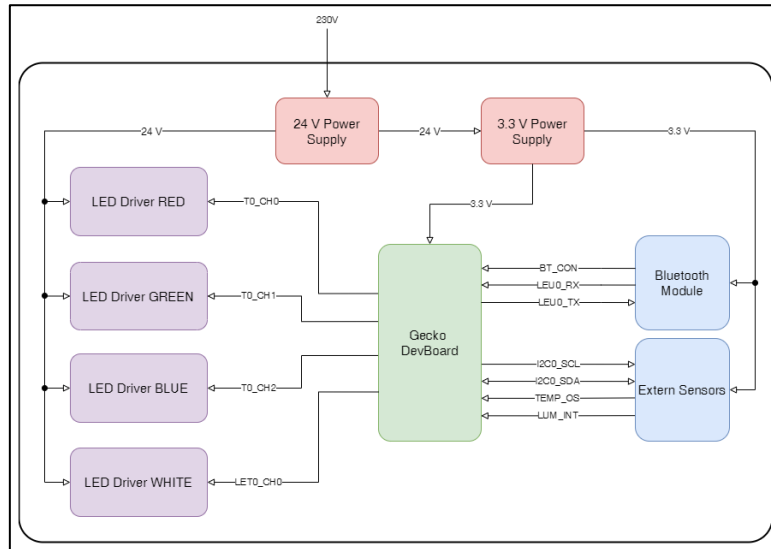 230V
24 V Power
Supply
3.3 V Power
Supply
24 V
24 V
3.3 V
3.3 V
LED Driver RED
LED Driver GREEN
LED Driver BLUE
LED Driver WHITE
T0_CH0
T0_CH1
T0_CH2
LET0_CH0
Gecko
DevBoard
BT_CON
LEU0_RX
LEU0_TX
Bluetooth
Module
I2C0_SCL
I2C0_SDA
TEMP_OS
LUM_INT
Extern Sensors